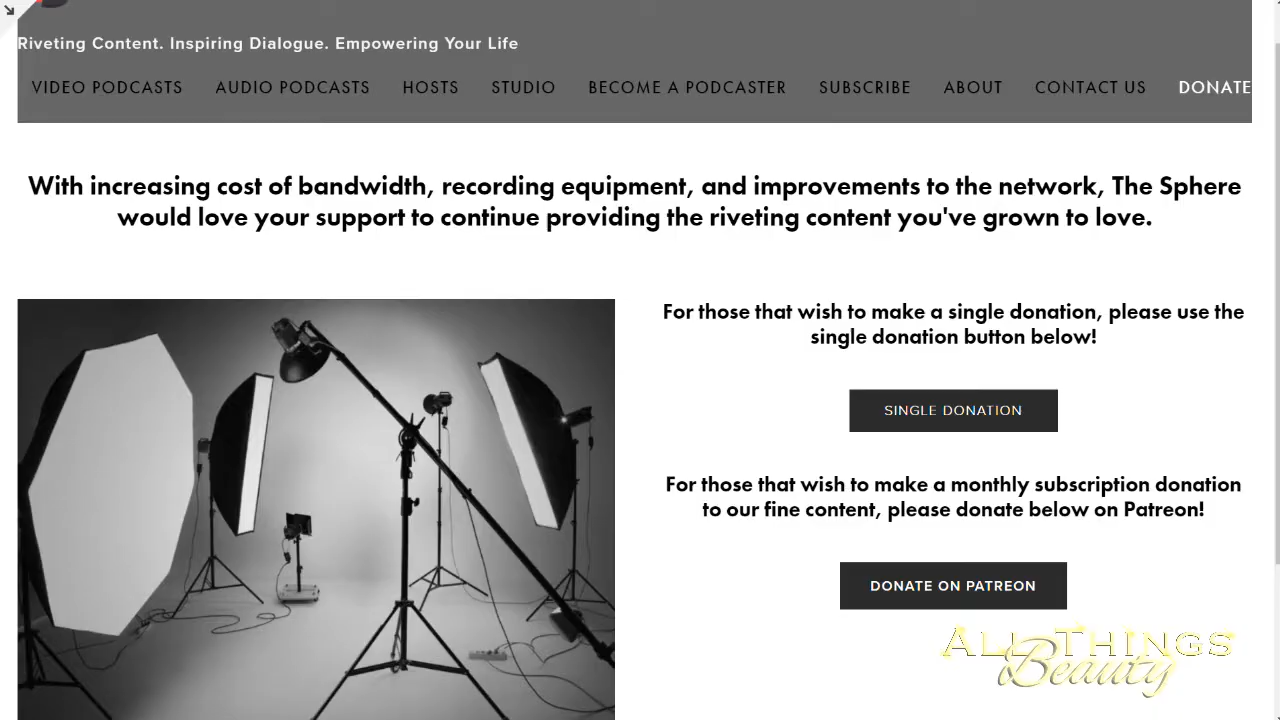 Riveting Content. Inspiring Dialogue. Empowering Your Life
VIDEO PODCASTS AUDIO PODCASTS HOSTS STUDIO BECOME A PODCASTER SUBSCRIBE ABOUT CONTACT US DONATE
With increasing cost of bandwidth, recording equipment, and improvements to the network, The Sphere
would love your support to continue providing the riveting content you've grown to love.
For those that wish to make a single donation, please use the
single donation button below!
SINGLE DONATION
For those that wish to make a monthly subscription donation
to our fine content, please donate below on Patreon!
DONATE ON PATREON
ALL THINGS
Beauty